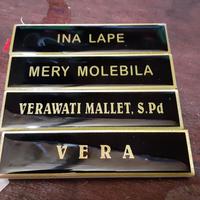 INA LAPE
MERY MOLEBILA
VERAWATI MALLET, S.Pd
VERA